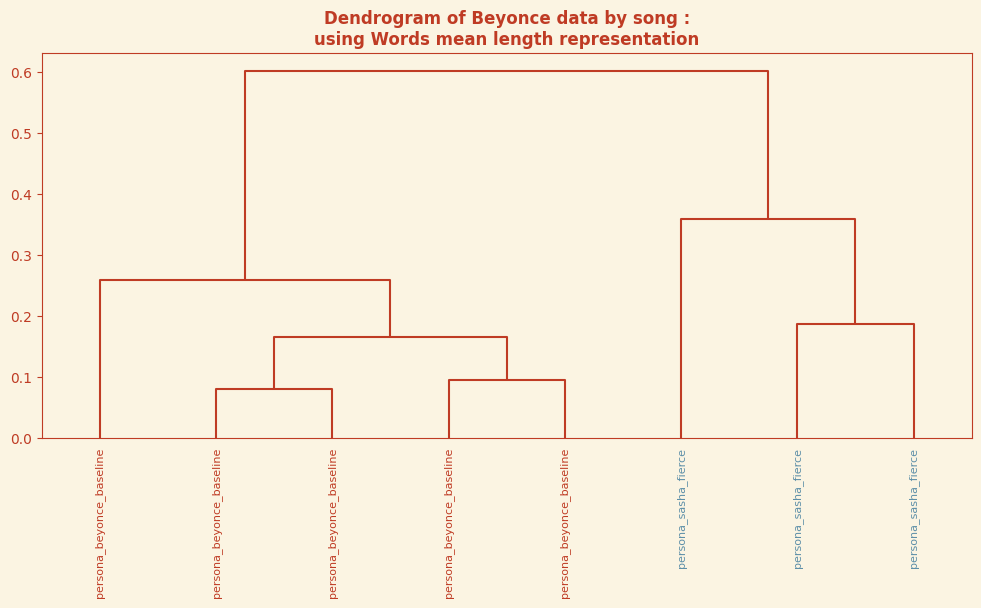 Dendrogram of Beyonce data by song :
using Words mean length representation
0.6
0.5
0.4
0.3
0.2
0.1
0.0
persona_beyonce_baseline
persona_beyonce_baseline
persona_beyonce_baseline
persona_beyonce_baseline
persona_beyonce_baseline
persona_sasha_fierce
persona_sasha_fierce
persona_sasha_fierce